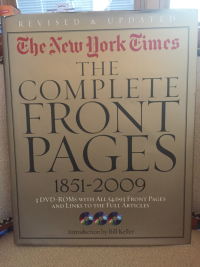 REVISED & UPDATED
The New York Times
THE
COMPLETE
FRONT
PAGES
1851-2009
3 DVD-ROMS WITH ALL 54,693 FRONT PAGES
AND LINKS TO THE FULL ARTICLES
Introduction by Bill Keller